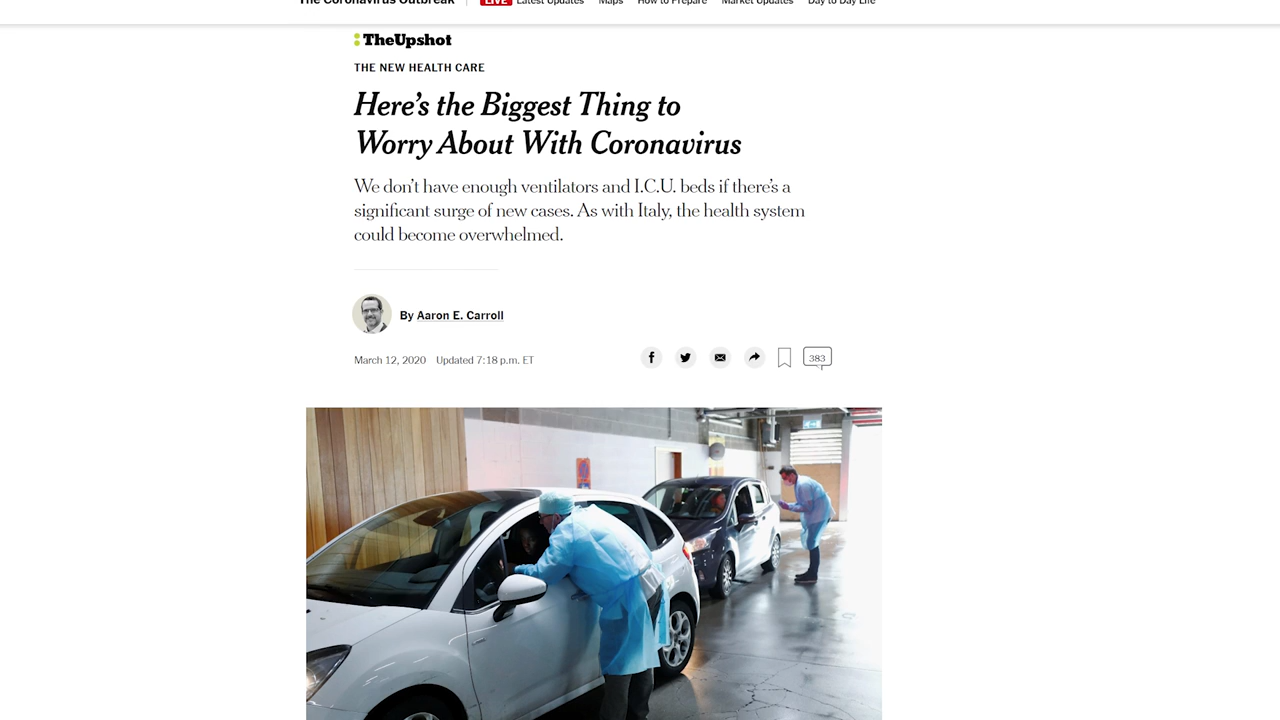 The Coronavirus Outbreak LIVE Latest Updates Maps How to Prepare Market Updates Day to Day Life
TheUpshot
THE NEW HEALTH CARE
Here's the Biggest Thing to
Worry About With Coronavirus
We don't have enough ventilators and I.C.U. beds if there's a
significant surge of new cases. As with Italy, the health system
could become overwhelmed.
By Aaron E. Carroll
March 12, 2020 Updated 7:18 p.m. ET
383